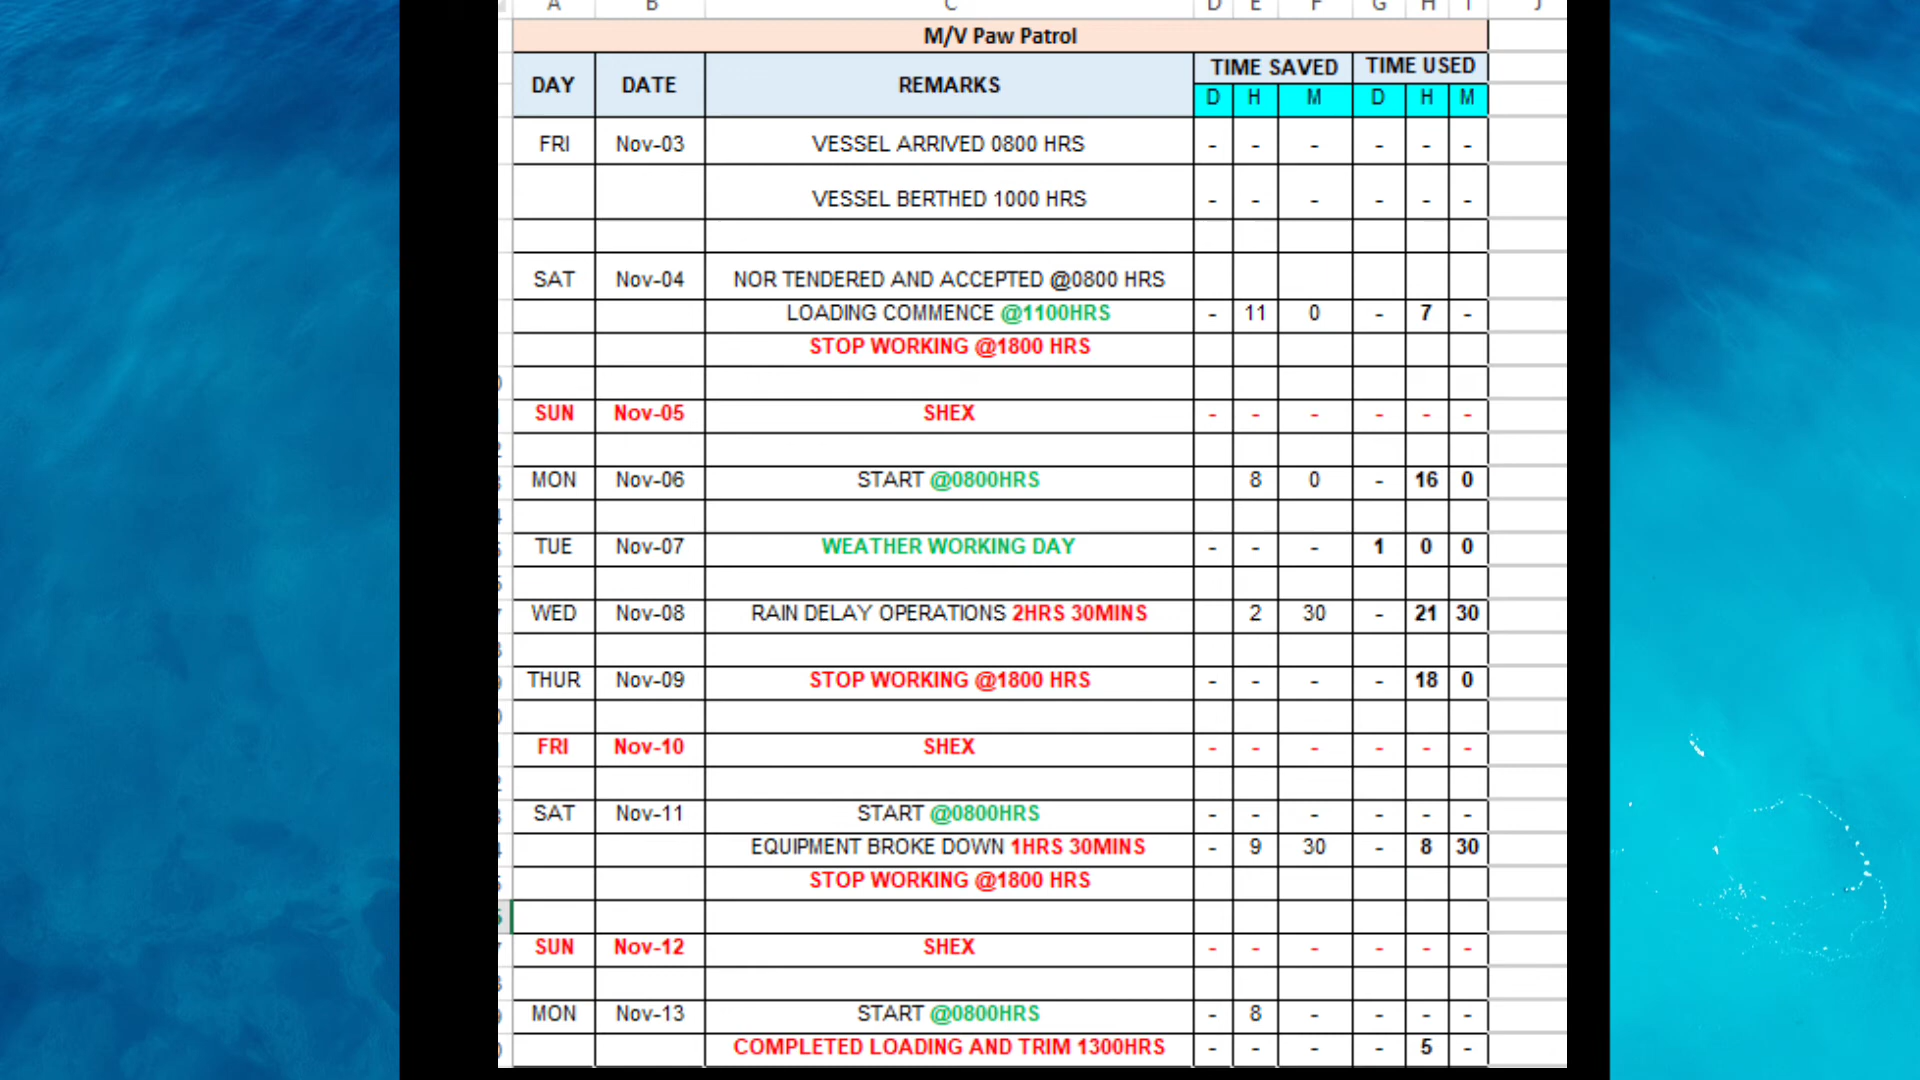 A B C D E F G H I J
M/V Paw Patrol
DAY DATE REMARKS TIME SAVED TIME USED
D H M D H M
FRI Nov-03 VESSEL ARRIVED 0800 HRS - - - - - -
VESSEL BERTHED 1000 HRS - - - - - -
SAT Nov-04 NOR TENDERED AND ACCEPTED @0800 HRS
LOADING COMMENCE @1100HRS - 11 0 - 7 -
STOP WORKING @1800 HRS
SUN Nov-05 SHEX - - - - - -
MON Nov-06 START @0800HRS 8 0 - 16 0
TUE Nov-07 WEATHER WORKING DAY - - - 1 0 0
WED Nov-08 RAIN DELAY OPERATIONS 2HRS 30MINS 2 30 - 21 30
THUR Nov-09 STOP WORKING @1800 HRS - - - - 18 0
FRI Nov-10 SHEX - - - - - -
SAT Nov-11 START @0800HRS - - - - - -
EQUIPMENT BROKE DOWN 1HRS 30MINS - 9 30 - 8 30
STOP WORKING @1800 HRS
SUN Nov-12 SHEX - - - - - -
MON Nov-13 START @0800HRS - 8 - - - -
COMPLETED LOADING AND TRIM 1300HRS - - - - 5 -